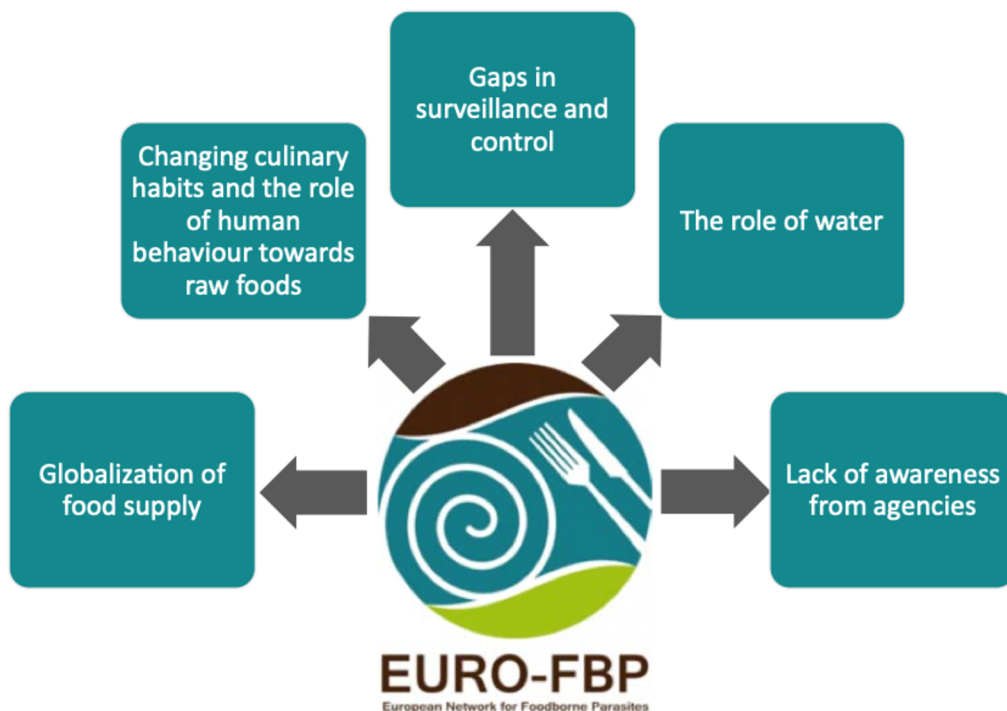 Gaps in
surveillance and
control
Changing culinary
habits and the role
of human
behaviour towards
raw foods
The role of water
Globalization of
food supply
Lack of awareness
from agencies
EURO-FBP
European Network for Foodborne Parasites